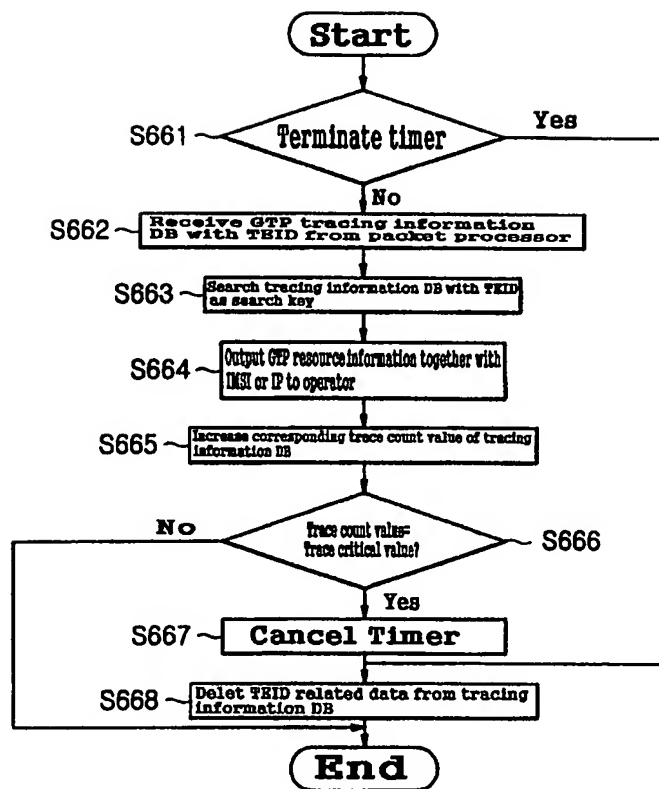 Start
S661
Terminate timer
Yes
No
S662
Receive GTP tracing information
DB with TEID from packet processor
S663
Search tracing information DB with TEID
as search key
S664
Output GTP resource information together with
IMSI or IP to operator
S665
Increase corresponding trace count value of tracing
information DB
No
Trace count value=
Trace critical value?
S666
Yes
S667
Cancel Timer
S668
Delet TEID related data from tracing
information DB
End